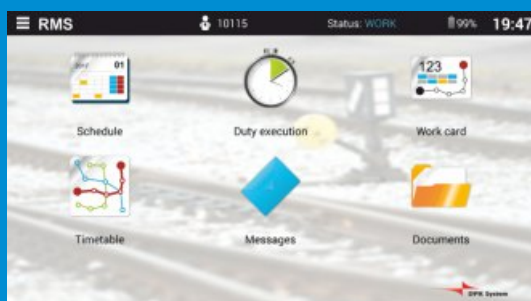 RMS 10115 Status: WORK 99% 19:47
01
123
Schedule Duty execution Work card
Timetable Messages Documents
DPK System